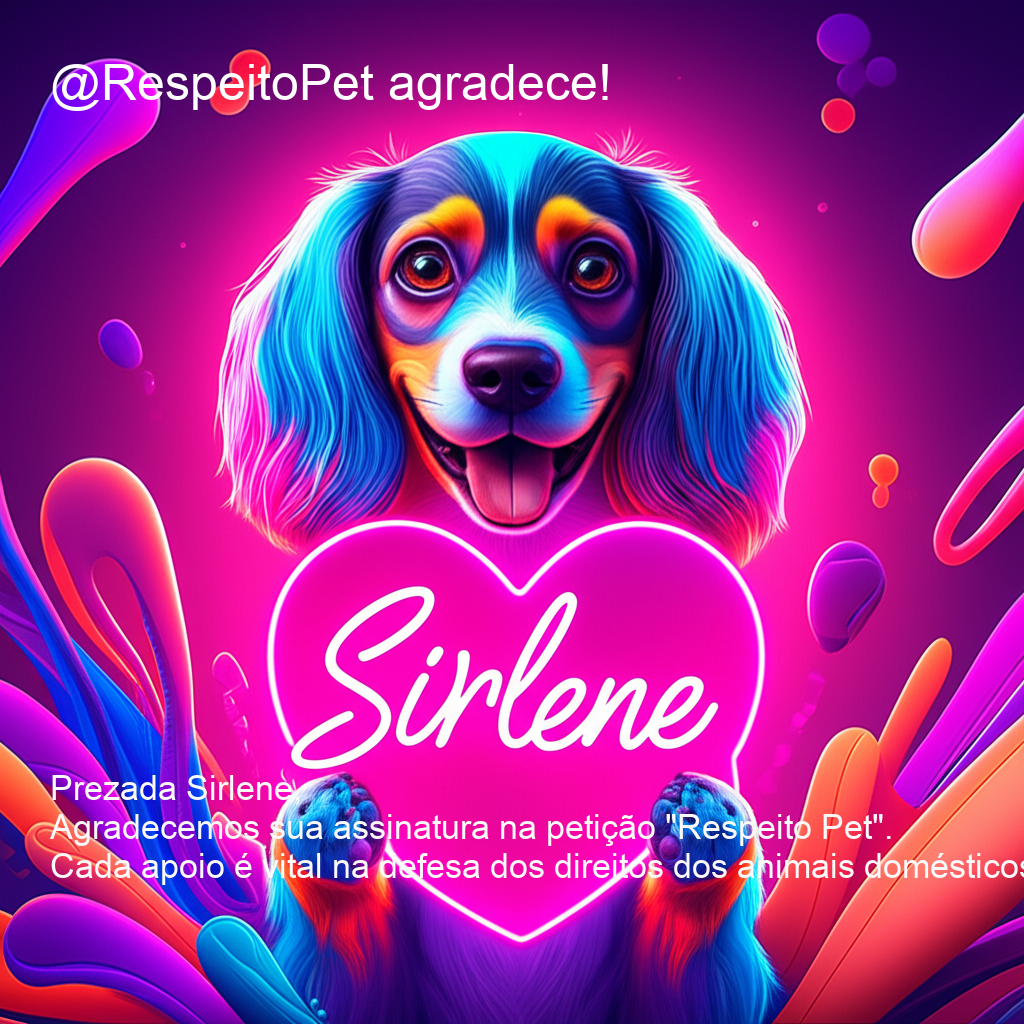 @RespeitoPet agradece!
Sirlene
Prezada Sirlene,
Agradecemos sua assinatura na petição "Respeito Pet".
Cada apoio é vital na defesa dos direitos dos animais domésticos